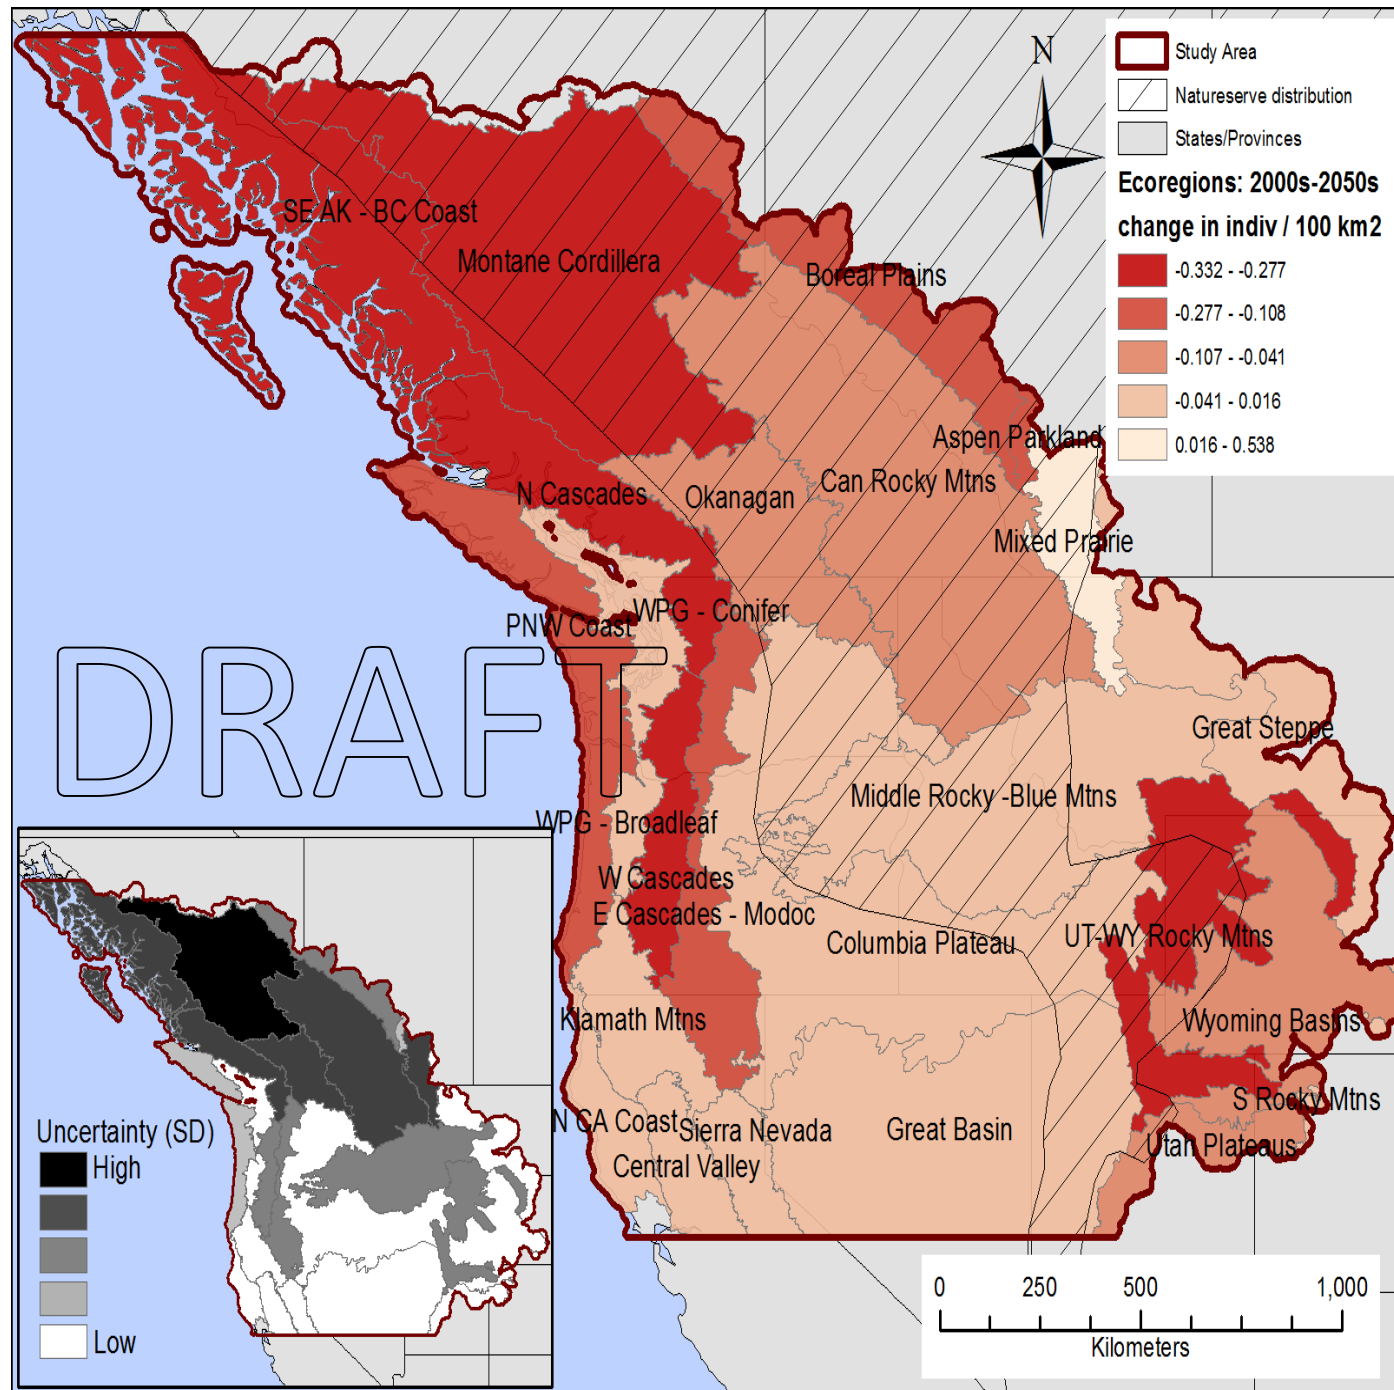 N
Study Area
Natureserve distribution
States/Provinces
Ecoregions: 2000s-2050s
change in indiv / 100 km2
-0.332 - -0.277
-0.277 - -0.108
-0.107 - -0.041
-0.041 - 0.016
0.016 - 0.538
SE AK - BC Coast
Montane Cordillera
Boreal Plains
Aspen Parkland
Can Rocky Mtns
N Cascades
Okanagan
Mixed Prairie
WPG - Conifer
PNW Coast
DRAFT
Great Steppe
Middle Rocky -Blue Mtns
WPG - Broadleaf
W Cascades
E Cascades - Modoc
Columbia Plateau
UT-WY Rocky Mtns
Klamath Mtns
Wyoming Basins
S Rocky Mtns
N CA Coast
Sierra Nevada
Great Basin
Utah Plateaus
Central Valley
Uncertainty (SD)
High
Low
0 250 500 1,000
Kilometers